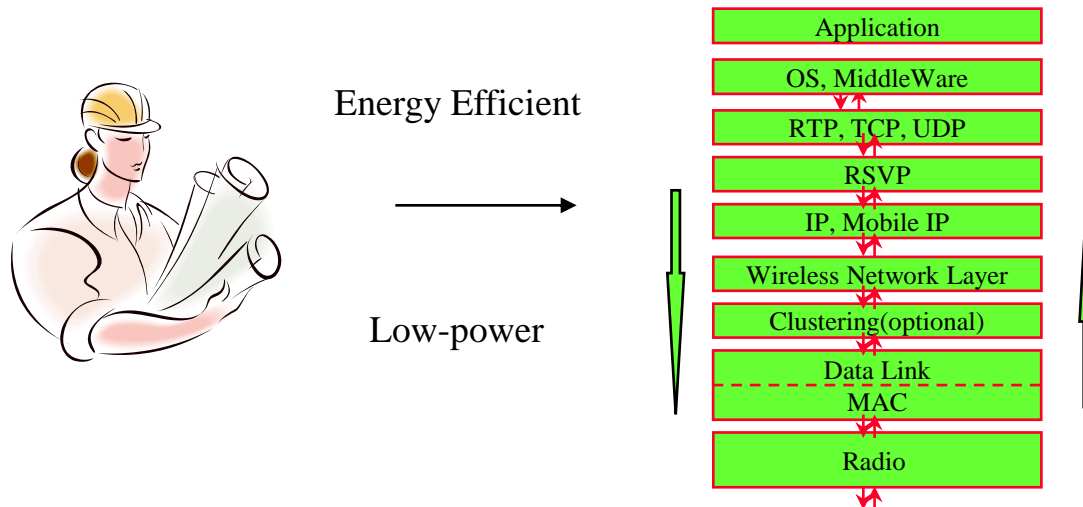 Energy Efficient
Low-power
Application
OS, MiddleWare
RTP, TCP, UDP
RSVP
IP, Mobile IP
Wireless Network Layer
Clustering(optional)
Data Link
MAC
Radio